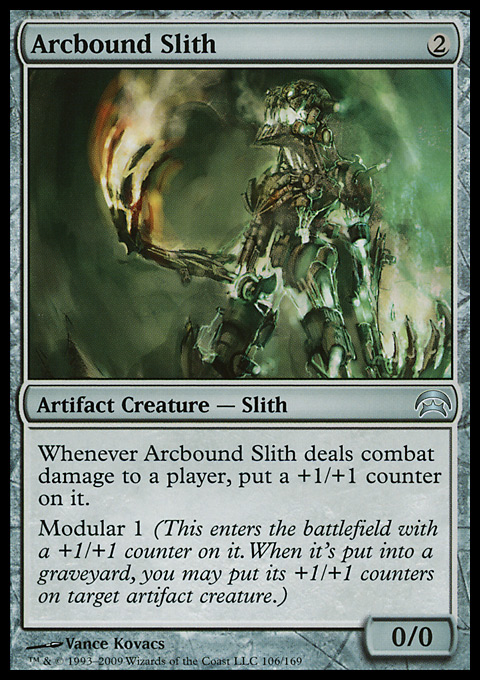 Arcbound Slith 2
Artifact Creature — Slith
Whenever Arcbound Slith deals combat
damage to a player, put a +1/+1 counter
on it.
Modular 1 (This enters the battlefield with
a +1/+1 counter on it. When it's put into a
graveyard, you may put its +1/+1 counters
on target artifact creature.)
Vance Kovacs
0/0
™ & © 1993–2009 Wizards of the Coast LLC 106/169